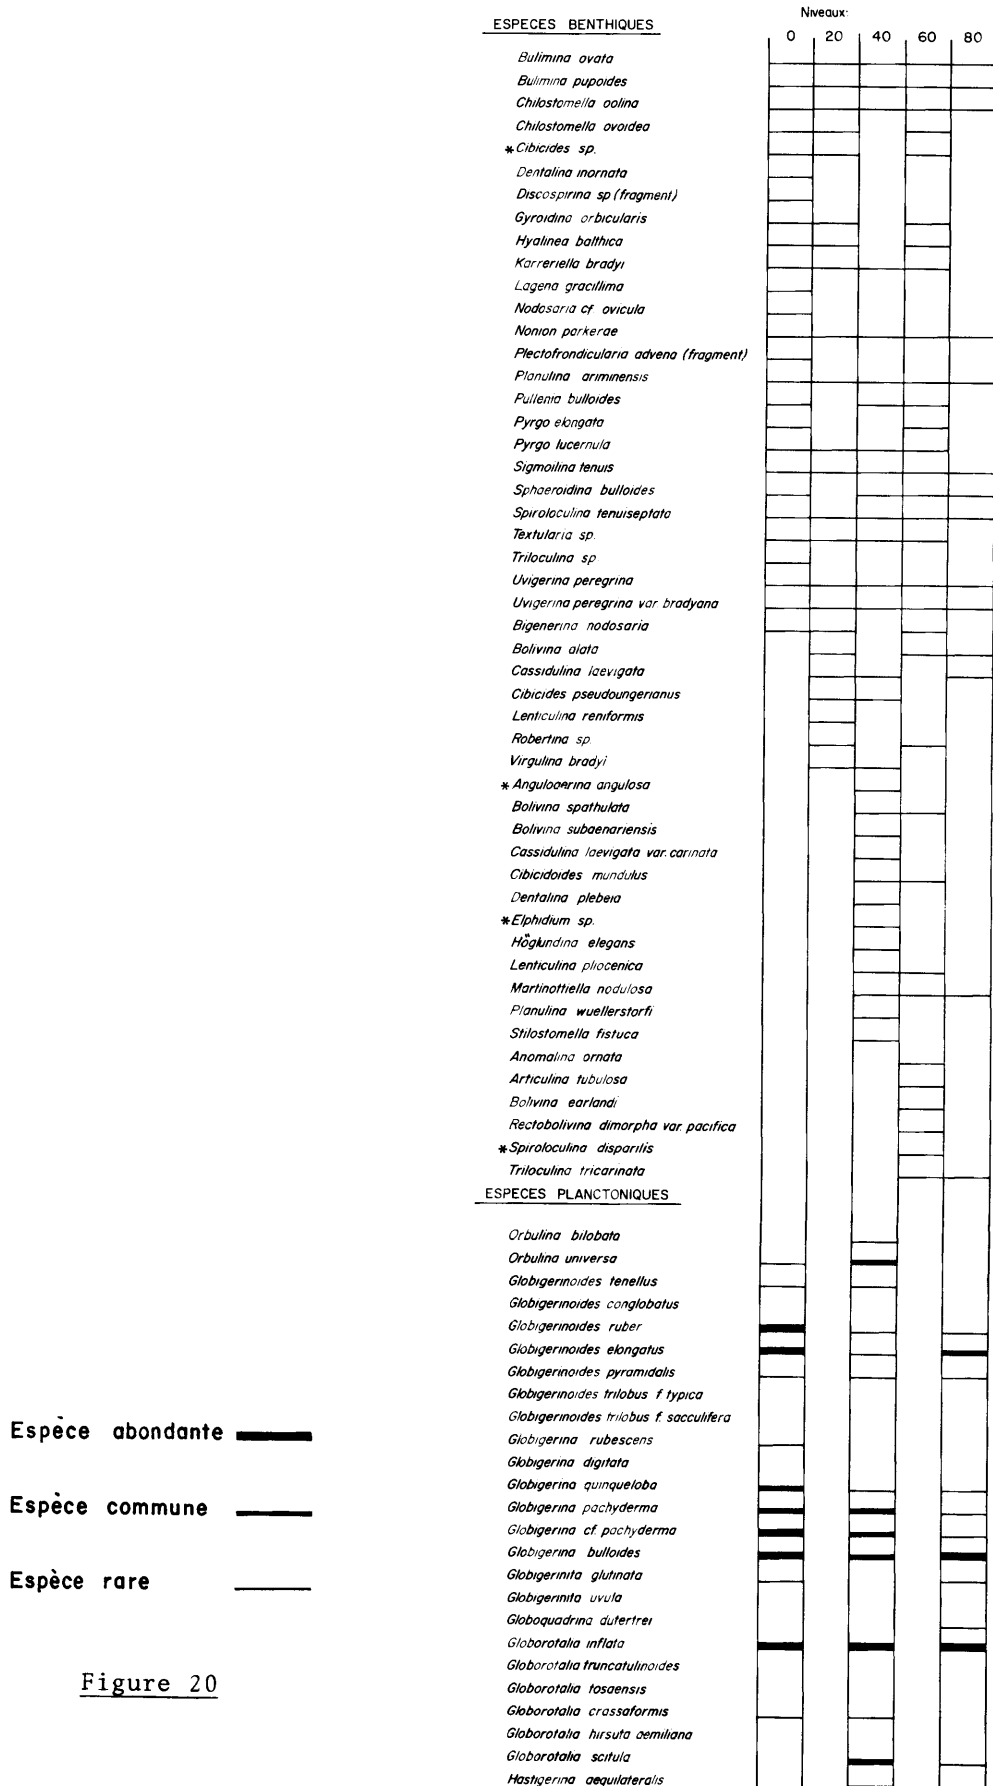 Niveaux:
ESPECES BENTHIQUES
0 20 40 60 80
Bulimina ovata
Bulimina pupoides
Chilostomella oolina
Chilostomella ovoidea
* Cibicides sp.
Dentalina inornata
Discospirina sp (fragment)
Gyroidina orbicularis
Hyalinea balthica
Karreriella bradyi
Lagena gracillima
Nodosaria cf. ovicula
Nonion parkerae
Plectofrondicularia advena (fragment)
Planulina ariminensis
Pullenia bulloides
Pyrgo elongata
Pyrgo lucernula
Sigmoilina tenuis
Sphaeroidina bulloides
Spiroloculina tenuiseptata
Textularia sp.
Triloculina sp
Uvigerina peregrina
Uvigerina peregrina var bradyana
Bigenerina nodosaria
Bolivina alata
Cassidulina laevigata
Cibicides pseudoungerianus
Lenticulina reniformis
Robertina sp.
Virgulina bradyi
* Angulogerina angulosa
Bolivina spathulata
Bolivina subaenariensis
Cassidulina laevigata var. carinata
Cibicidoides mundulus
Dentalina plebeia
* Elphidium sp.
Höglundina elegans
Lenticulina pliocenica
Martinottiella nodulosa
Planulina wuellerstorfi
Stilostomella fistuca
Anomalina ornata
Articulina tubulosa
Bolivina earlandi
Rectobolivina dimorpha var. pacifica
* Spiroloculina disparilis
Triloculina tricarinata
ESPECES PLANCTONIQUES
Orbulina bilobata
Orbulina universa
Globigerinoides tenellus
Globigerinoides conglobatus
Globigerinoides ruber
Globigerinoides elongatus
Globigerinoides pyramidalis
Globigerinoides trilobus f typica
Globigerinoides trilobus f. sacculifera
Globigerina rubescens
Globigerina digitata
Globigerina quinqueloba
Globigerina pachyderma
Globigerina cf. pachyderma
Globigerina bulloides
Globigerinita glutinata
Globigerinita uvula
Globoquadrina dutertrei
Globorotalia inflata
Globorotalia truncatulinoides
Globorotalia tosaensis
Globorotalia crassaformis
Globorotalia hirsuta aemiliana
Globorotalia scitula
Hastigerina aequilateralis
Espèce abondante
Espèce commune
Espèce rare
Figure 20